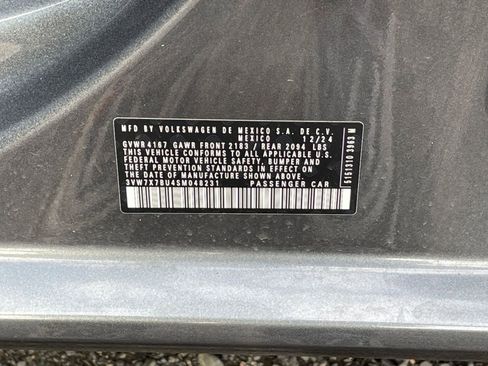 MFD.BY VOLKSWAGEN DE MEXICO S.A. DE C.V.
MEXICO 12/24
GVWR 4167 GAWR FRONT 2183 / REAR 2094 LBS
THIS VEHICLE CONFORMS TO ALL APPLICABLE U.S.
FEDERAL MOTOR VEHICLE SAFETY, BUMPER AND
THEFT PREVENTION STANDARDS IN EFFECT ON
THE DATE OF MANUFACTURE
3VW7X7BU4SM048231 PASSENGER CAR
5151310 3963 M